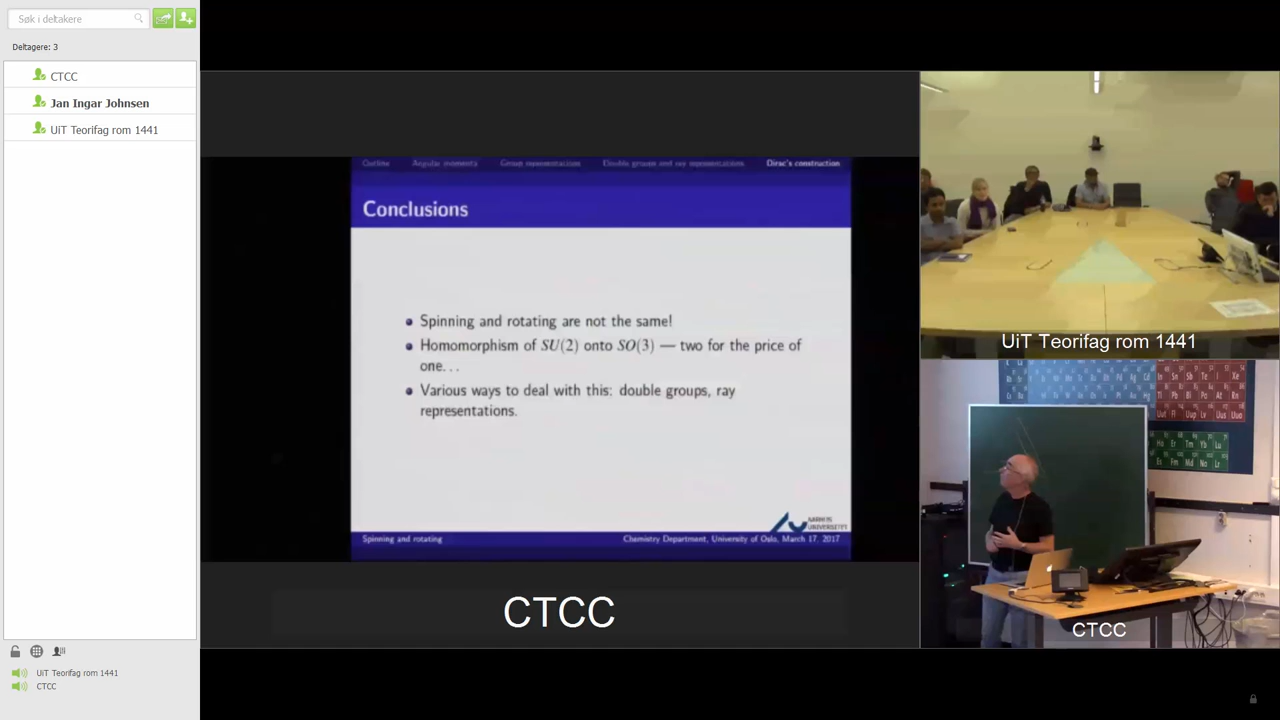 Søk i deltakere
Deltagere: 3
CTCC
Jan Ingar Johnsen
UiT Teorifag rom 1441
UiT Teorifag rom 1441
CTCC
Outline Angular momenta Group representations Double groups and ray representations Dirac's construction
Conclusions
Spinning and rotating are not the same!
Homomorphism of SU(2) onto SO(3) — two for the price of
one...
Various ways to deal with this: double groups, ray
representations.
AARHUS
UNIVERSITET
Spinning and rotating Chemistry Department, University of Oslo, March 17, 2017
CTCC
UiT Teorifag rom 1441
CTCC